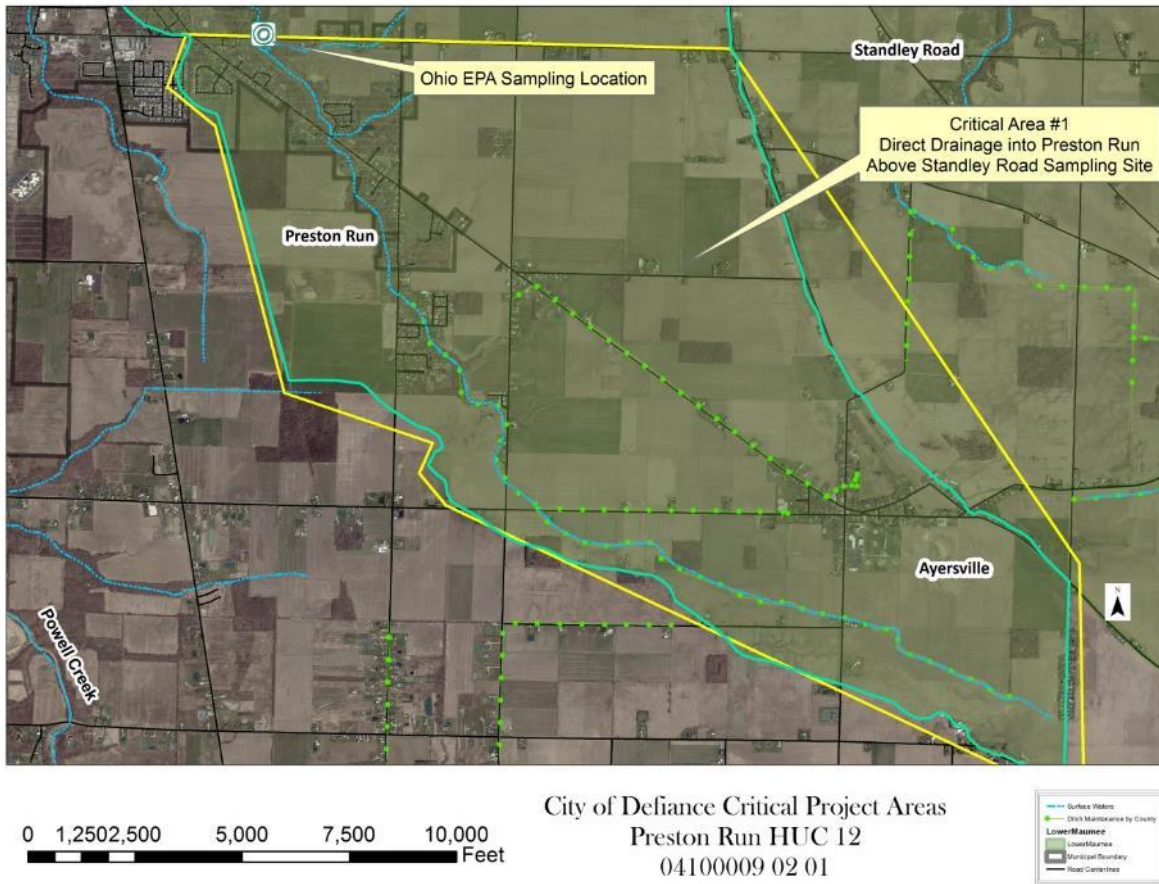 Standley Road
Ohio EPA Sampling Location
Critical Area #1
Direct Drainage into Preston Run
Above Standley Road Sampling Site
Preston Run
Ayersville
N
Powell Creek
City of Defiance Critical Project Areas
Preston Run HUC 12
04100009 02 01
0 1,250 2,500 5,000 7,500 10,000
Feet
Surface Waters
Ditch Maintenance by County
LowerMaumee
LowerMaumee
Municipal Boundary
Road Centerlines